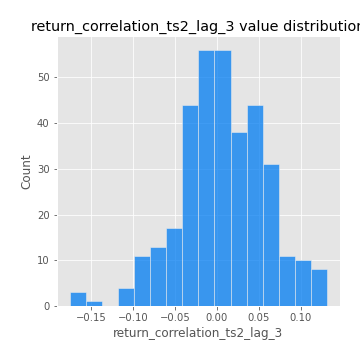 return_correlation_ts2_lag_3 value distribution
Count
50
40
30
20
10
0
−0.15 −0.10 −0.05 0.00 0.05 0.10
return_correlation_ts2_lag_3